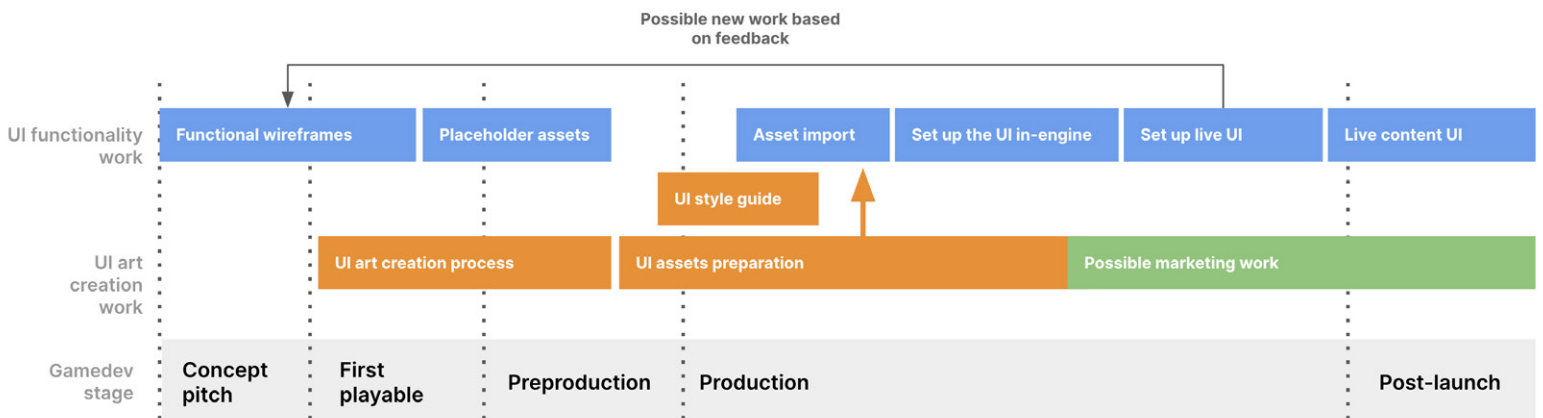 Possible new work based
on feedback
UI functionality
work
Functional wireframes
Placeholder assets
Asset import
Set up the UI in-engine
Set up live UI
Live content UI
UI style guide
UI art
creation
work
UI art creation process
UI assets preparation
Possible marketing work
Gamedev
stage
Concept
pitch
First
playable
Preproduction
Production
Post-launch